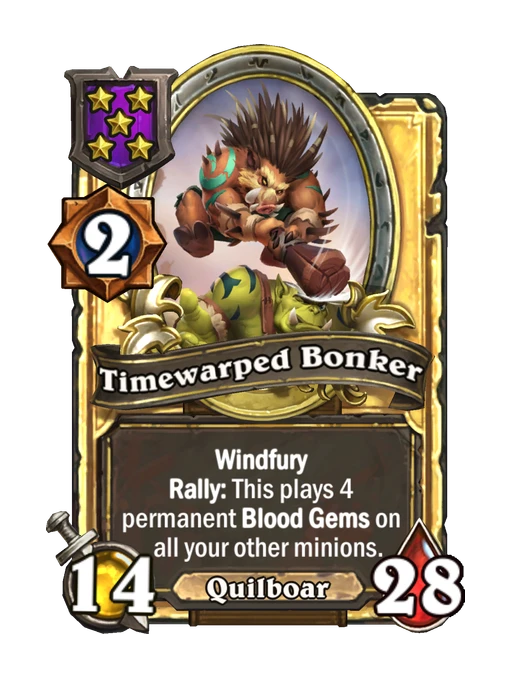 2
Timewarped Bonker
Windfury
Rally: This plays 4
permanent Blood Gems on
all your other minions.
14
Quilboar
28